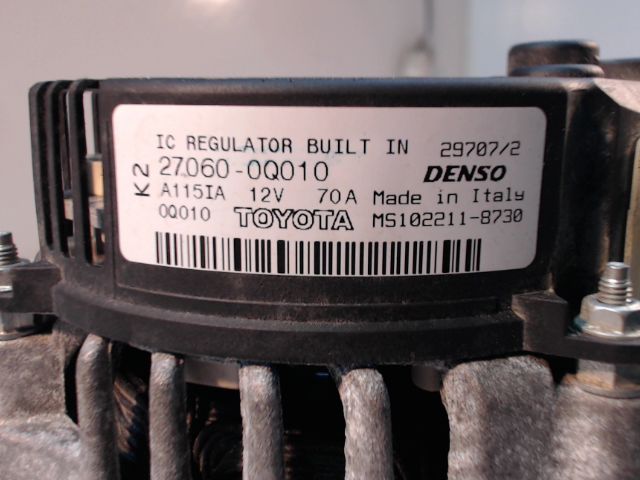 IC REGULATOR BUILT IN 29707/2
K2 27060-0Q010 DENSO
A115IA 12V 70A Made in Italy
0Q010 TOYOTA MS102211-8730